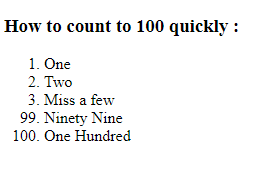 How to count to 100 quickly :
1. One
2. Two
3. Miss a few
99. Ninety Nine
100. One Hundred